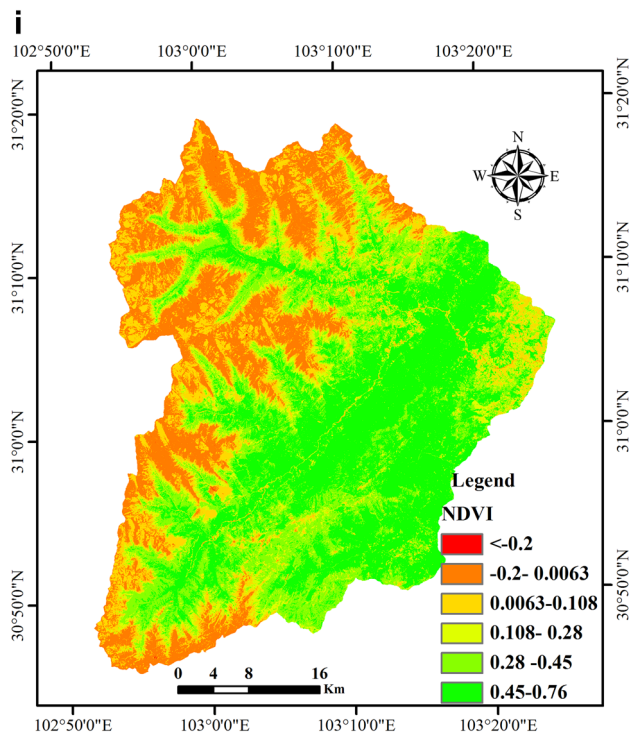 i
102°50'0"E 103°0'0"E 103°10'0"E 103°20'0"E
31°20'0"N
31°20'0"N
N
W E
S
31°10'0"N
31°10'0"N
31°0'0"N
31°0'0"N
Legend
NDVI
<-0.2
-0.2- 0.0063
0.0063-0.108
0.108- 0.28
0.28 -0.45
0.45-0.76
30°50'0"N
30°50'0"N
0 4 8 16
Km
102°50'0"E 103°0'0"E 103°10'0"E 103°20'0"E